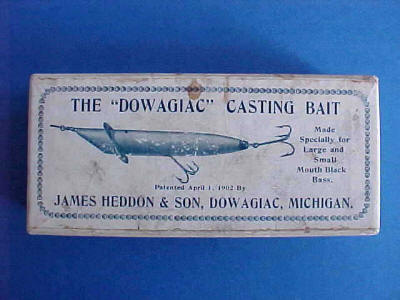 THE "DOWAGIAC" CASTING BAIT
Made
Specially for
Large and
Small
Mouth Black
Bass.
Patented April 1, 1902 By
JAMES HEDDON & SON, DOWAGIAC, MICHIGAN.